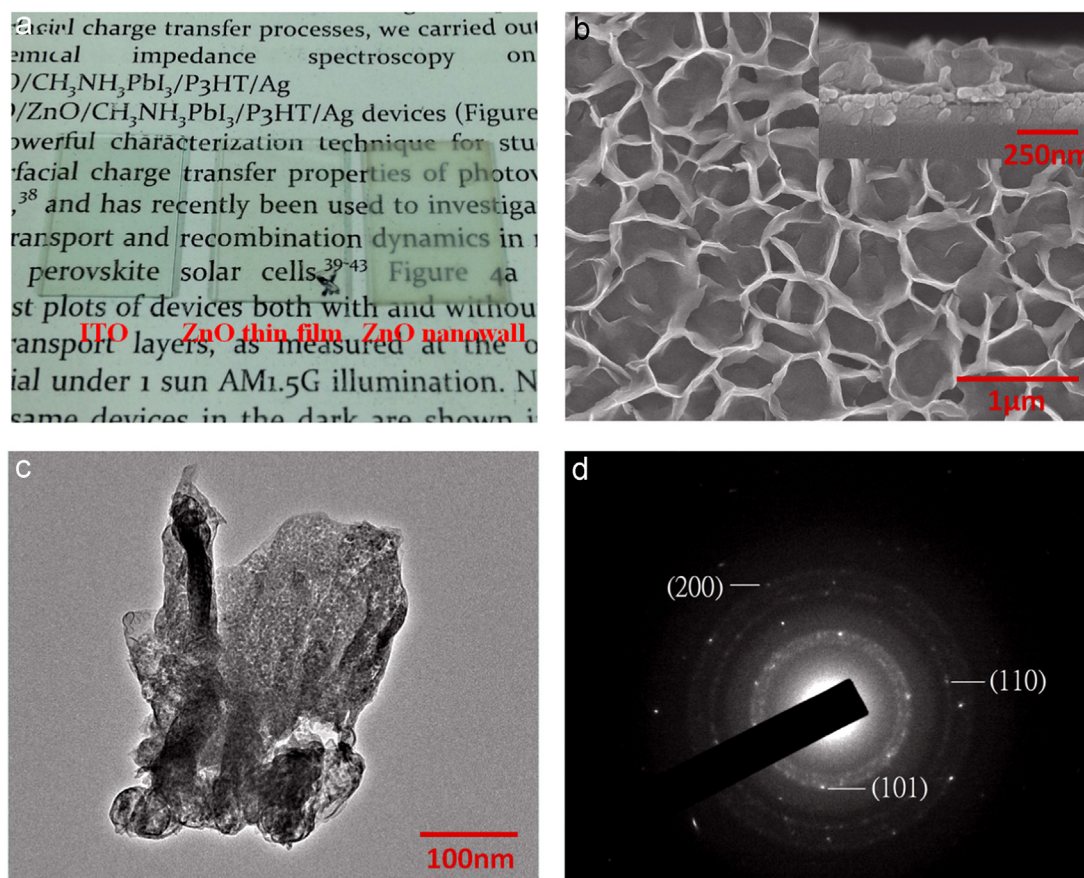 a
charge transfer processes, we carried out
emical impedance spectroscopy on
O/CH₃NH₃PbI₃/P3HT/Ag
O/ZnO/CH₃NH₃PbI₃/P3HT/Ag devices (Figure
owerful characterization technique for stu
rfacial charge transfer properties of photov
,³⁸ and has recently been used to investiga
ransport and recombination dynamics in
perovskite solar cells.³⁹⁻⁴³ Figure 4a
st plots of devices both with and without
ITO ZnO thin film ZnO nanowall
ransport layers, as measured at the o
ial under 1 sun AM1.5G illumination. N
same devices in the dark are shown i
b
250nm
1μm
c
100nm
d
(200)
(110)
(101)